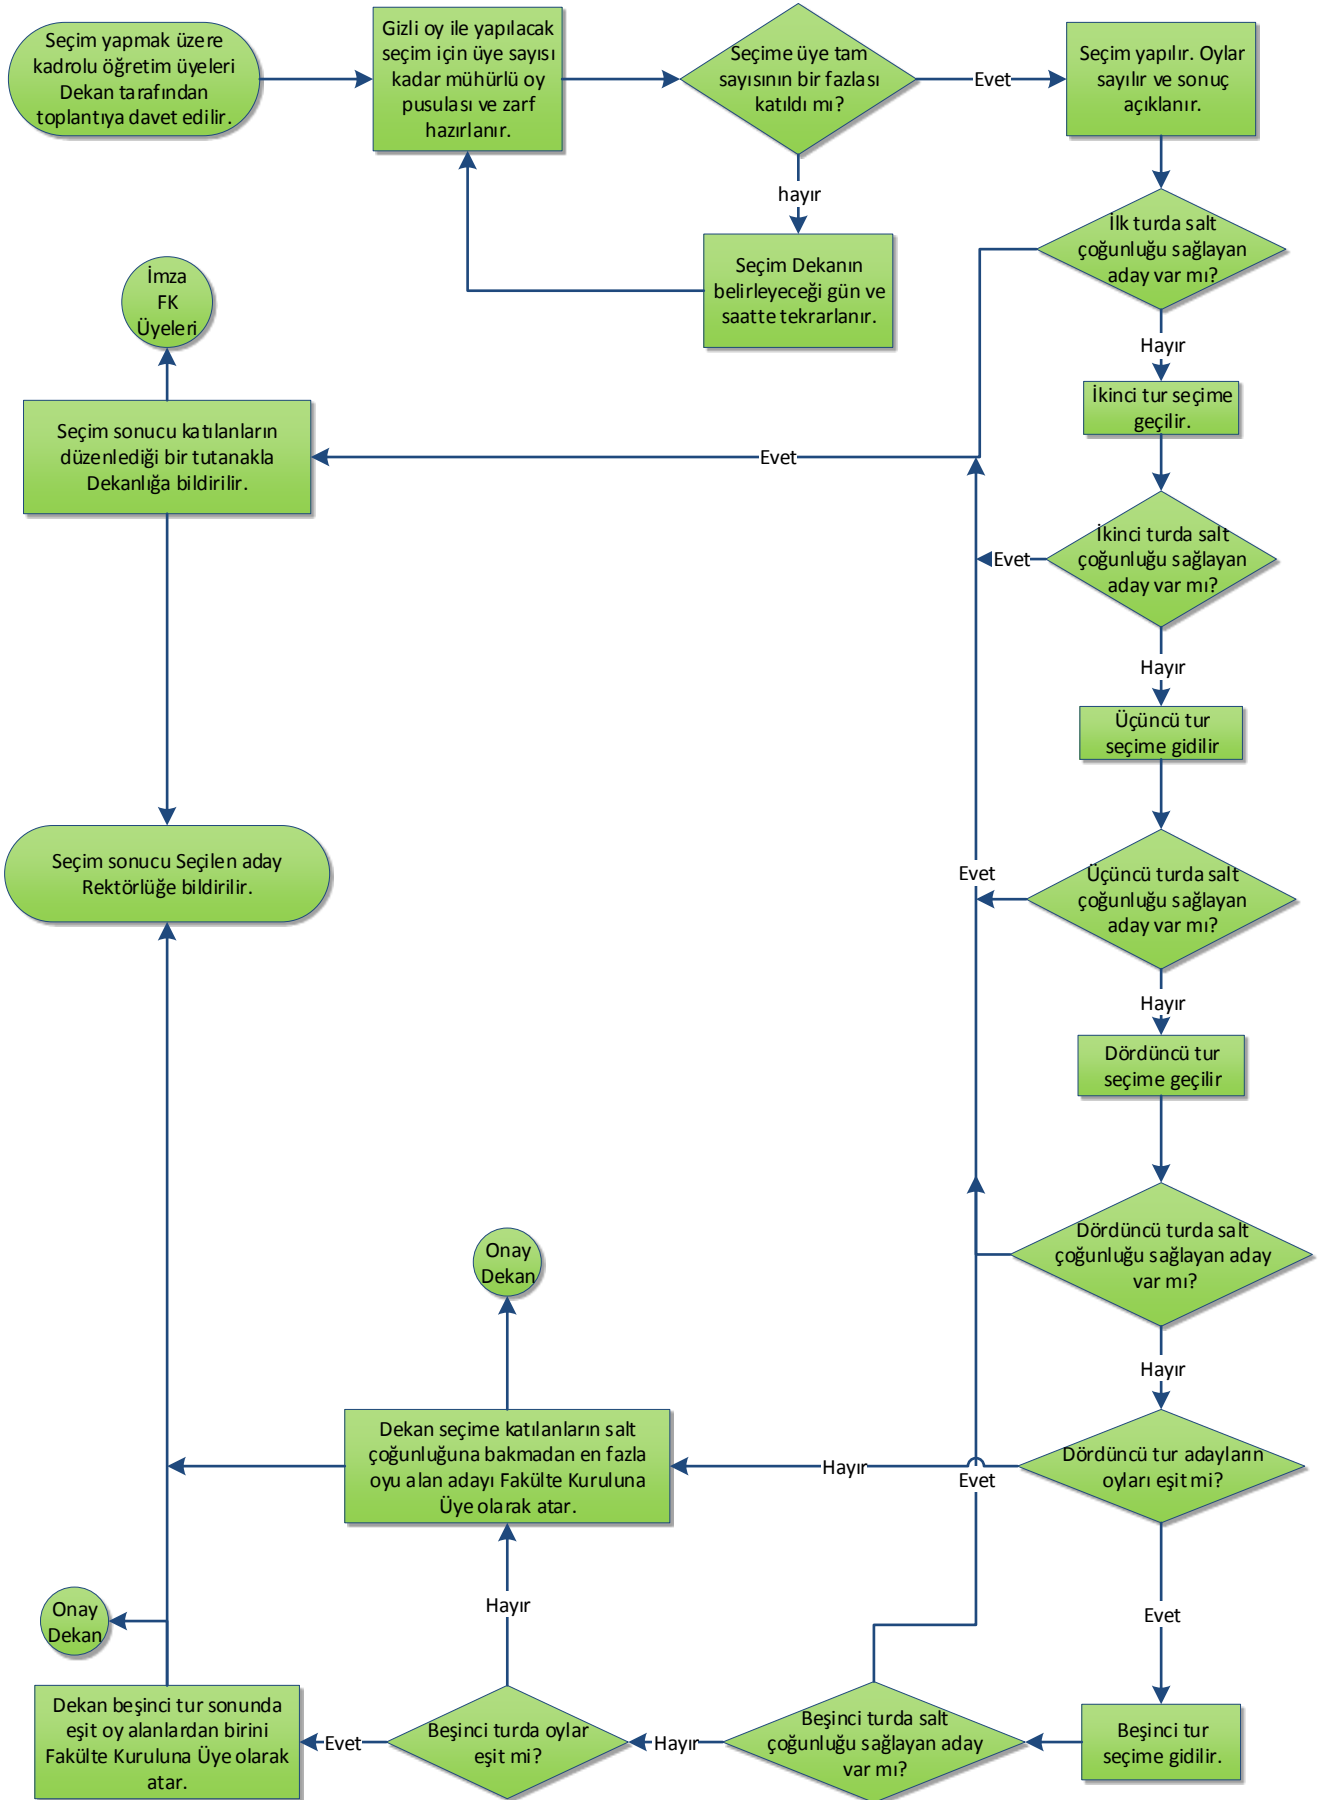 Seçim yapmak üzere
kadrolu öğretim üyeleri
Dekan tarafından
toplantıya davet edilir.
Gizli oy ile yapılacak
seçim için üye sayısı
kadar mühürlü oy
pusulası ve zarf
hazırlanır.
Seçime üye tam
sayısının bir fazlası
katıldı mı?
Evet
Seçim yapılır. Oylar
sayılır ve sonuç
açıklanır.
hayır
Seçim Dekanın
belirleyeceği gün ve
saatte tekrarlanır.
İlk turda salt
çoğunluğu sağlayan
aday var mı?
Hayır
İkinci tur seçime
geçilir.
İmza
FK
Üyeleri
Seçim sonucu katılanların
düzenlediği bir tutanakla
Dekanlığa bildirilir.
Evet
İkinci turda salt
çoğunluğu sağlayan
aday var mı?
Evet
Hayır
Üçüncü tur
seçime gidilir
Seçim sonucu Seçilen aday
Rektörlüğe bildirilir.
Evet
Üçüncü turda salt
çoğunluğu sağlayan
aday var mı?
Hayır
Dördüncü tur
seçime geçilir
Dördüncü turda salt
çoğunluğu sağlayan aday
var mı?
Hayır
Onay
Dekan
Dekan seçime katılanların salt
çoğunluğuna bakmadan en fazla
oyu alan adayı Fakülte Kuruluna
Üye olarak atar.
Hayır
Evet
Dördüncü tur adayların
oyları eşit mi?
Evet
Hayır
Onay
Dekan
Dekan beşinci tur sonunda
eşit oy alanlardan birini
Fakülte Kuruluna Üye olarak
atar.
Evet
Beşinci turda oylar
eşit mi?
Hayır
Beşinci turda salt
çoğunluğu sağlayan aday
var mı?
Beşinci tur
seçime gidilir.